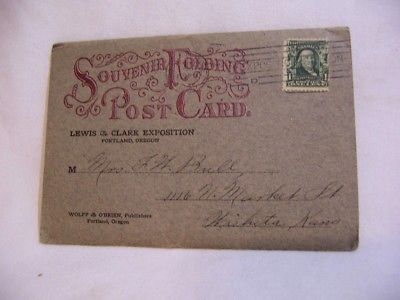 SOUVENIR FOLDING
POST CARD.
LEWIS & CLARK EXPOSITION
PORTLAND, OREGON
M Mrs. F. H. Bull
1116 N. Market St
Wichita, Kans
WOLFF & O'BRIEN, Publishers
Portland, Oregon